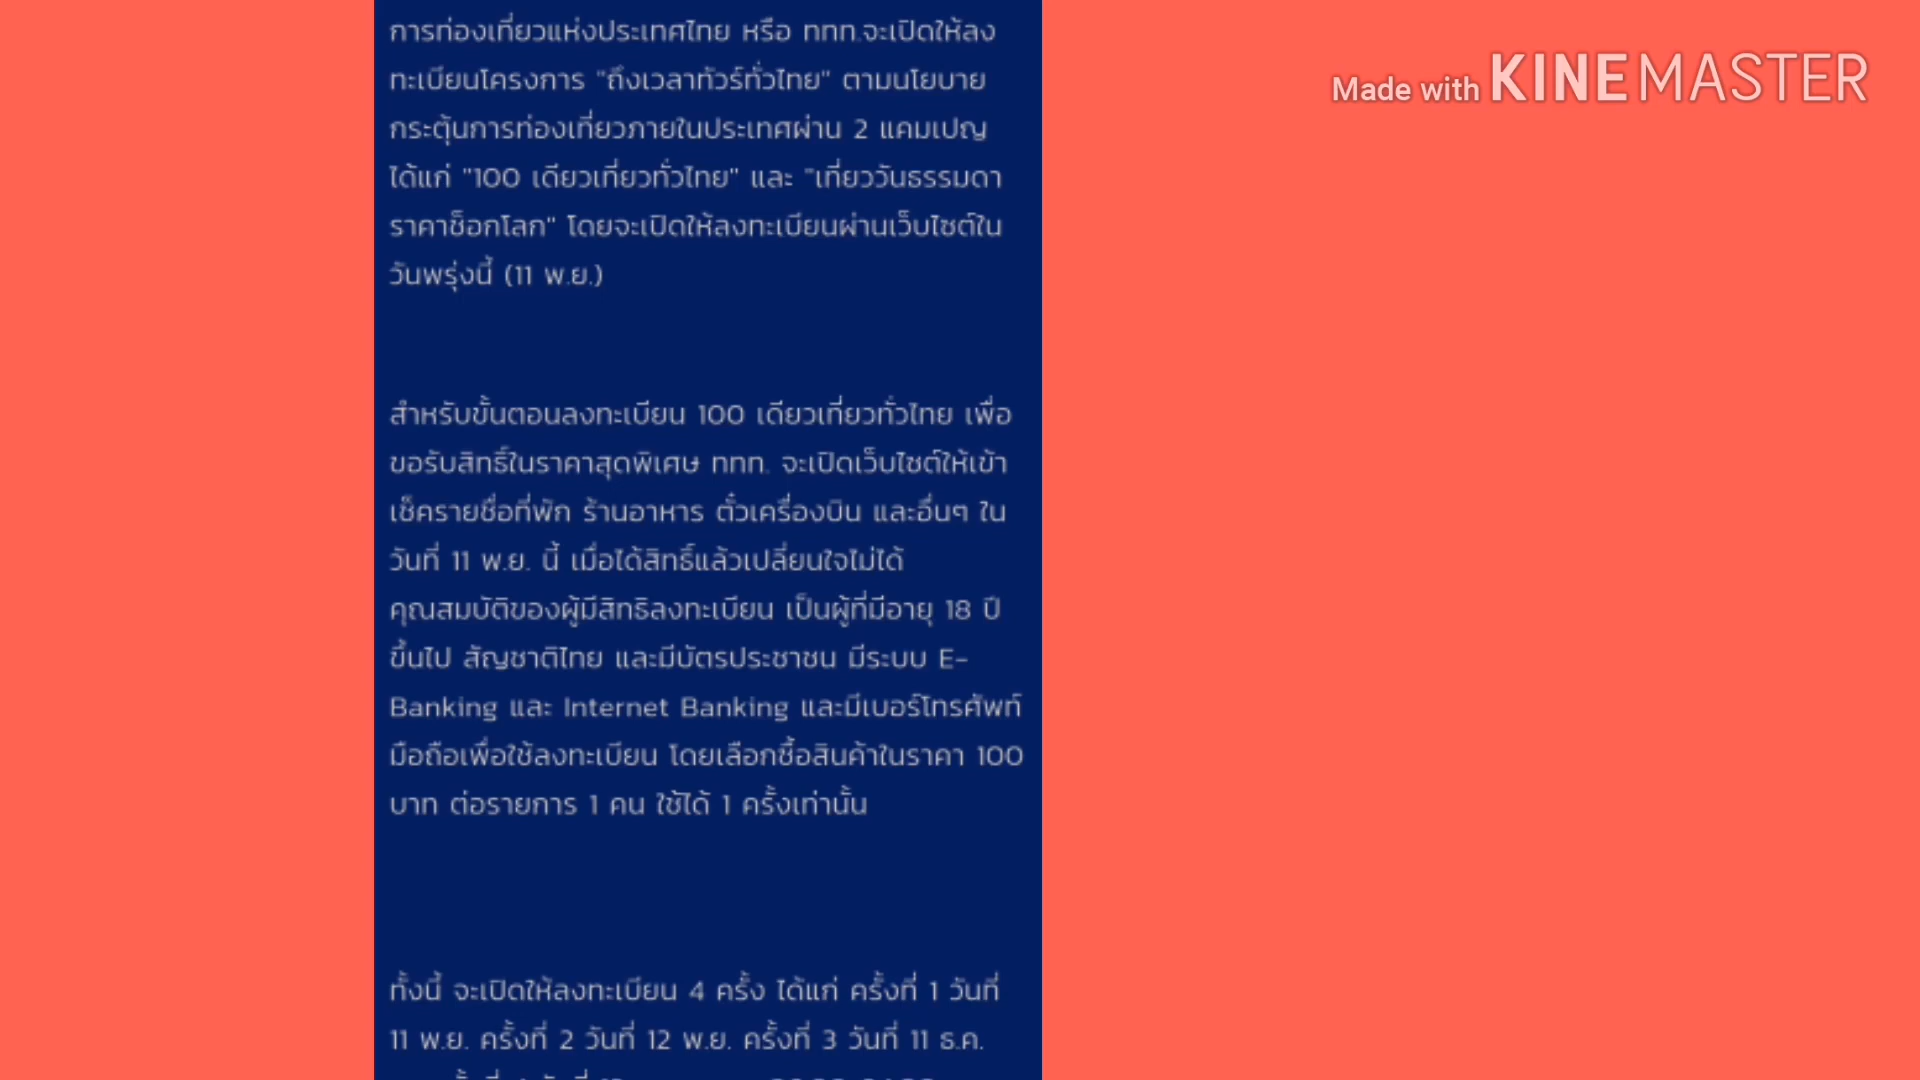 การท่องเที่ยวแห่งประเทศไทย หรือ ททท.จะเปิดให้ลง
ทะเบียนโครงการ "ถึงเวลาทัวร์ทั่วไทย" ตามนโยบาย
กระตุ้นการท่องเที่ยวภายในประเทศผ่าน 2 แคมเปญ
ได้แก่ "100 เดียวเที่ยวทั่วไทย" และ "เที่ยววันธรรมดา
ราคาช็อกโลก" โดยจะเปิดให้ลงทะเบียนผ่านเว็บไซต์ใน
วันพรุ่งนี้ (11 พ.ย.)
สำหรับขั้นตอนลงทะเบียน 100 เดียวเที่ยวทั่วไทย เพื่อ
ขอรับสิทธิ์ในราคาสุดพิเศษ ททท. จะเปิดเว็บไซต์ให้เข้า
เช็ครายชื่อที่พัก ร้านอาหาร ตั๋วเครื่องบิน และอื่นๆ ใน
วันที่ 11 พ.ย. นี้ เมื่อได้สิทธิ์แล้วเปลี่ยนใจไม่ได้
คุณสมบัติของผู้มีสิทธิลงทะเบียน เป็นผู้ที่มีอายุ 18 ปี
ขึ้นไป สัญชาติไทย และมีบัตรประชาชน มีระบบ E-
Banking และ Internet Banking และมีเบอร์โทรศัพท์
มือถือเพื่อใช้ลงทะเบียน โดยเลือกซื้อสินค้าในราคา 100
บาท ต่อรายการ 1 คน ใช้ได้ 1 ครั้งเท่านั้น
ทั้งนี้ จะเปิดให้ลงทะเบียน 4 ครั้ง ได้แก่ ครั้งที่ 1 วันที่
11 พ.ย. ครั้งที่ 2 วันที่ 12 พ.ย. ครั้งที่ 3 วันที่ 11 ธ.ค.
Made with KINEMASTER